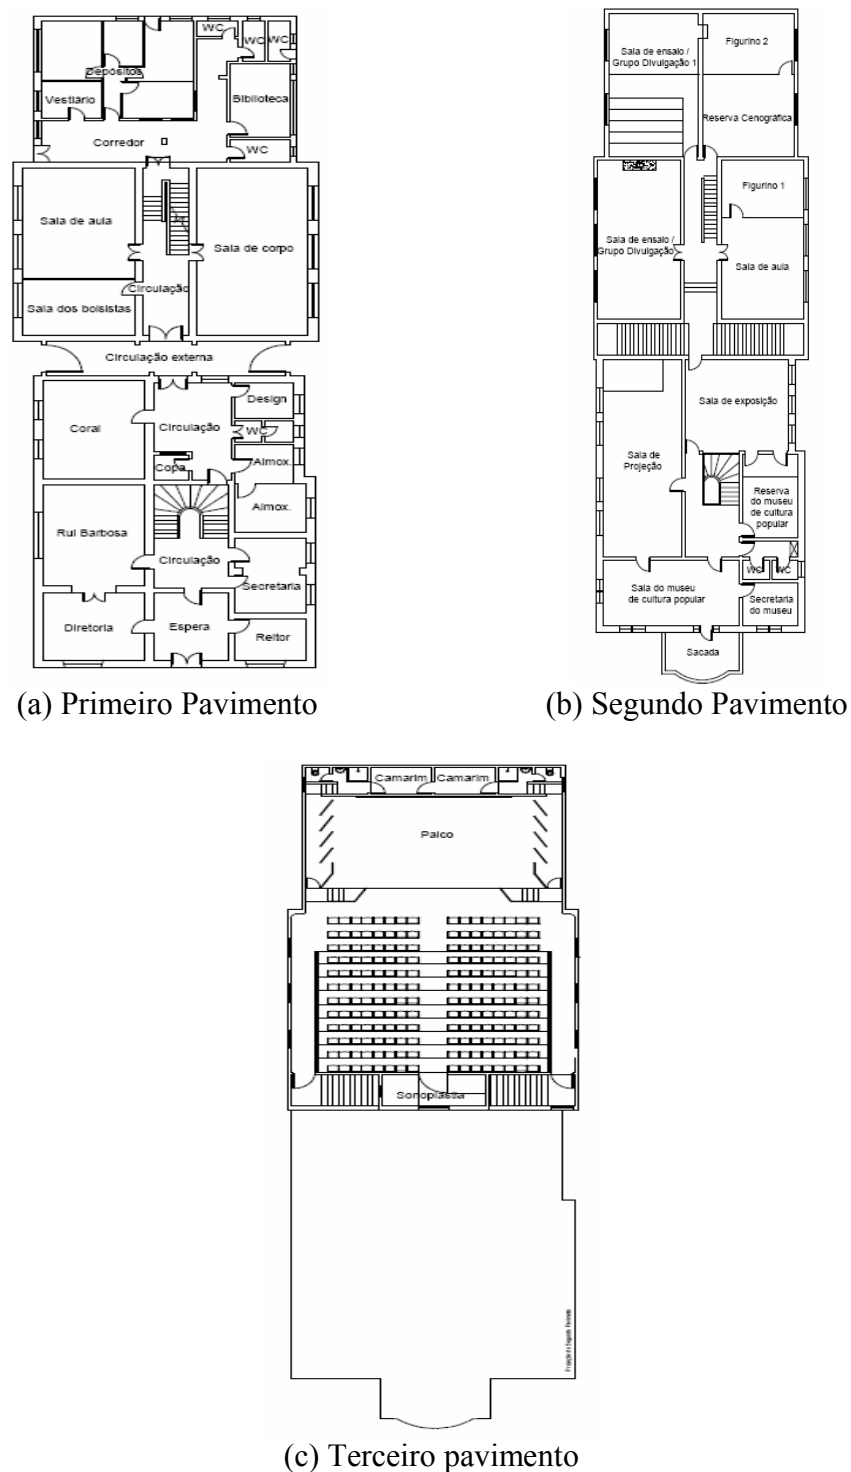 WC
WC
WC
Depósitos
Vestiário
Biblioteca
Corredor
WC
Sala de aula
Sala de corpo
Circulação
Sala dos bolsistas
Circulação externa
Design
Coral
Circulação
WC
Copa
Almox.
Almox.
Rui Barbosa
Circulação
Secretaria
Diretoria
Espera
Reitor
(a) Primeiro Pavimento
Sala de ensaio /
Grupo Divulgação 1
Figurino 2
Reserva Cenográfica
Figurino 1
Sala de ensaio /
Grupo Divulgação
Sala de aula
Sala de exposição
Sala de
Projeção
Reserva
do museu
de cultura
popular
WC
WC
Sala do museu
de cultura popular
Secretaria
do museu
Sacada
(b) Segundo Pavimento
Camarim
Camarim
Palco
Sonoplastia
Projeção do Segundo Pavimento
(c) Terceiro pavimento